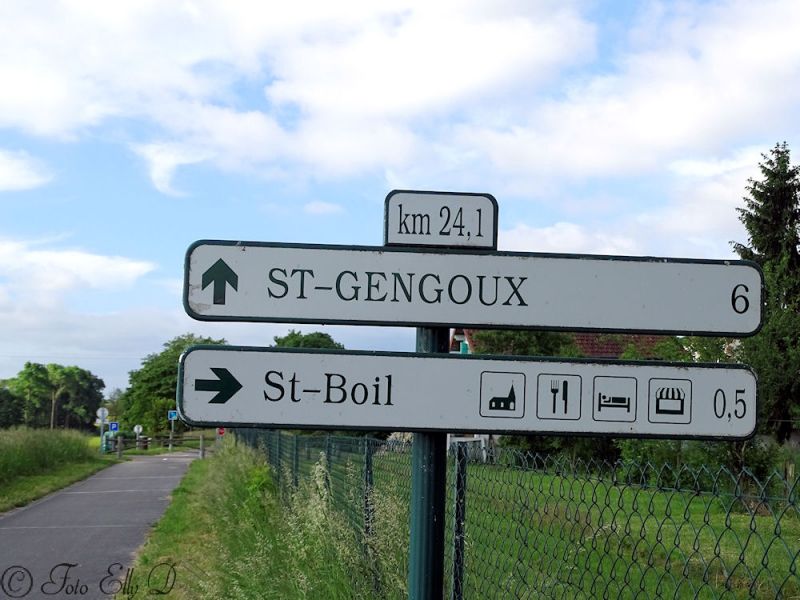 km 24,1
ST-GENGOUX 6
St-Boil 0,5
© Foto Elly D